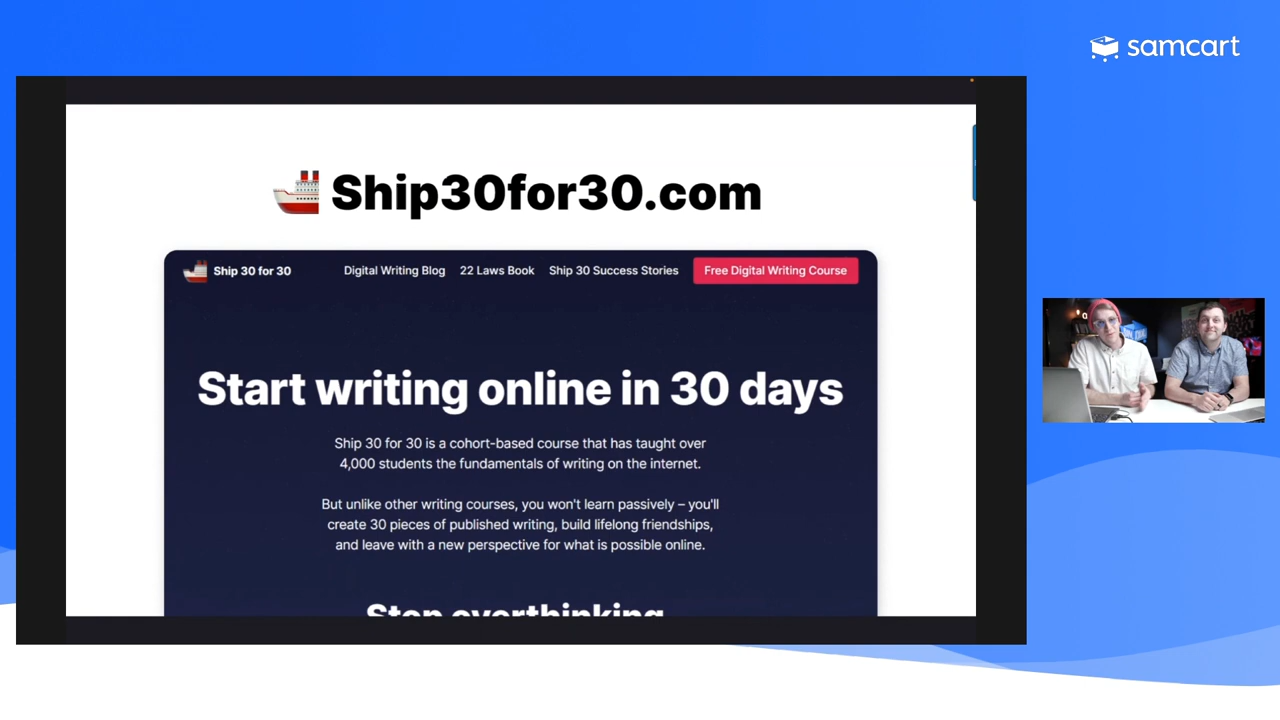 samcart
Ship30for30.com
Ship 30 for 30
Digital Writing Blog
22 Laws Book
Ship 30 Success Stories
Free Digital Writing Course
Start writing online in 30 days
Ship 30 for 30 is a cohort-based course that has taught over
4,000 students the fundamentals of writing on the internet.
But unlike other writing courses, you won't learn passively – you'll
create 30 pieces of published writing, build lifelong friendships,
and leave with a new perspective for what is possible online.
Stop overthinking